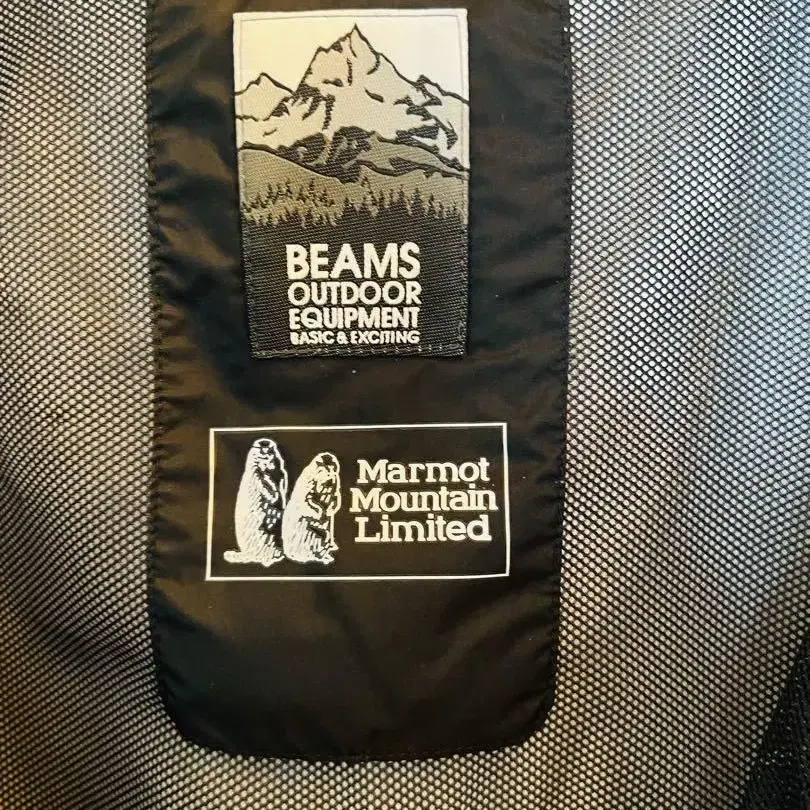 BEAMS
OUTDOOR
EQUIPMENT
BASIC & EXCITING
Marmot
Mountain
Limited